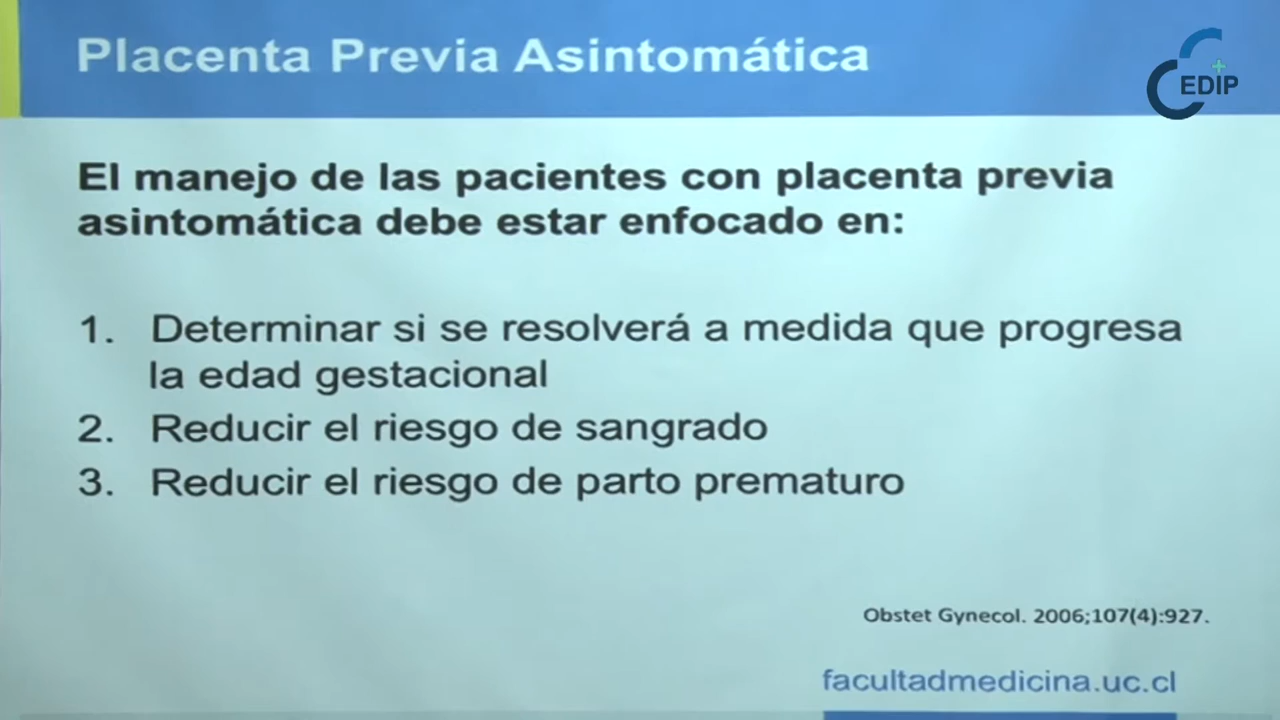 Placenta Previa Asintomática
EDIP
El manejo de las pacientes con placenta previa
asintomática debe estar enfocado en:
1. Determinar si se resolverá a medida que progresa
la edad gestacional
2. Reducir el riesgo de sangrado
3. Reducir el riesgo de parto prematuro
Obstet Gynecol. 2006;107(4):927.
facultadmedicina.uc.cl